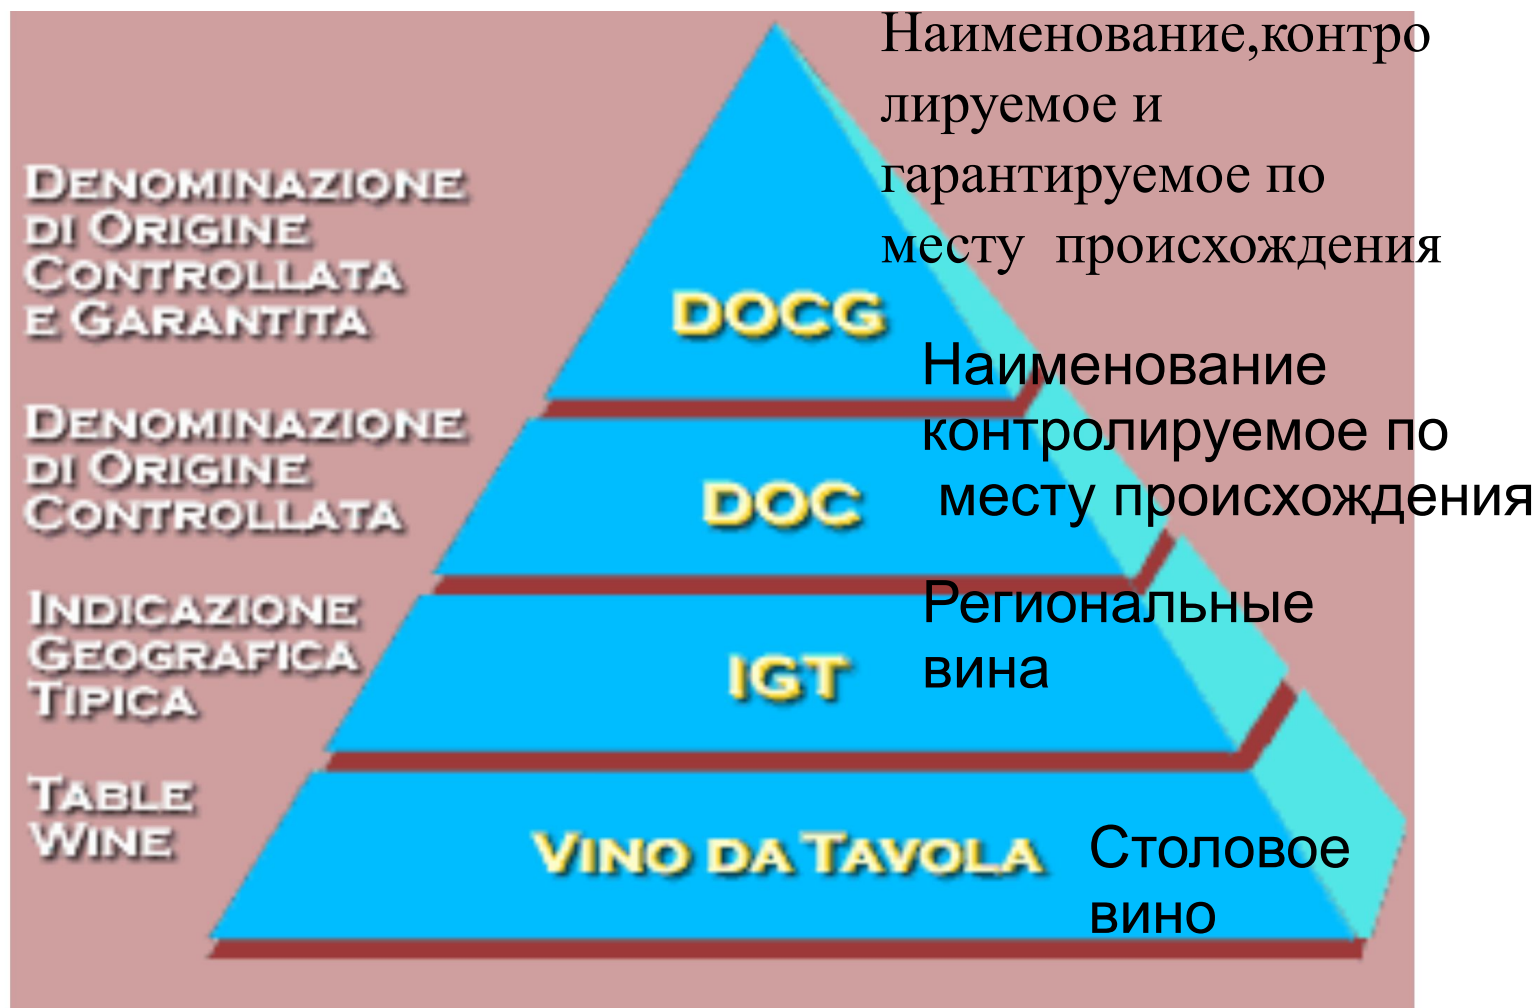 Наименование,контро
лируемое и
гарантируемое по
месту  происхождения
DENOMINAZIONE
DI ORIGINE
CONTROLLATA
E GARANTITA
DOCG
Наименование
контролируемое по
месту происхождения
DENOMINAZIONE
DI ORIGINE
CONTROLLATA
DOC
Региональные
вина
INDICAZIONE
GEOGRAFICA
TIPICA
IGT
TABLE
WINE
VINO DA TAVOLA
Столовое
вино